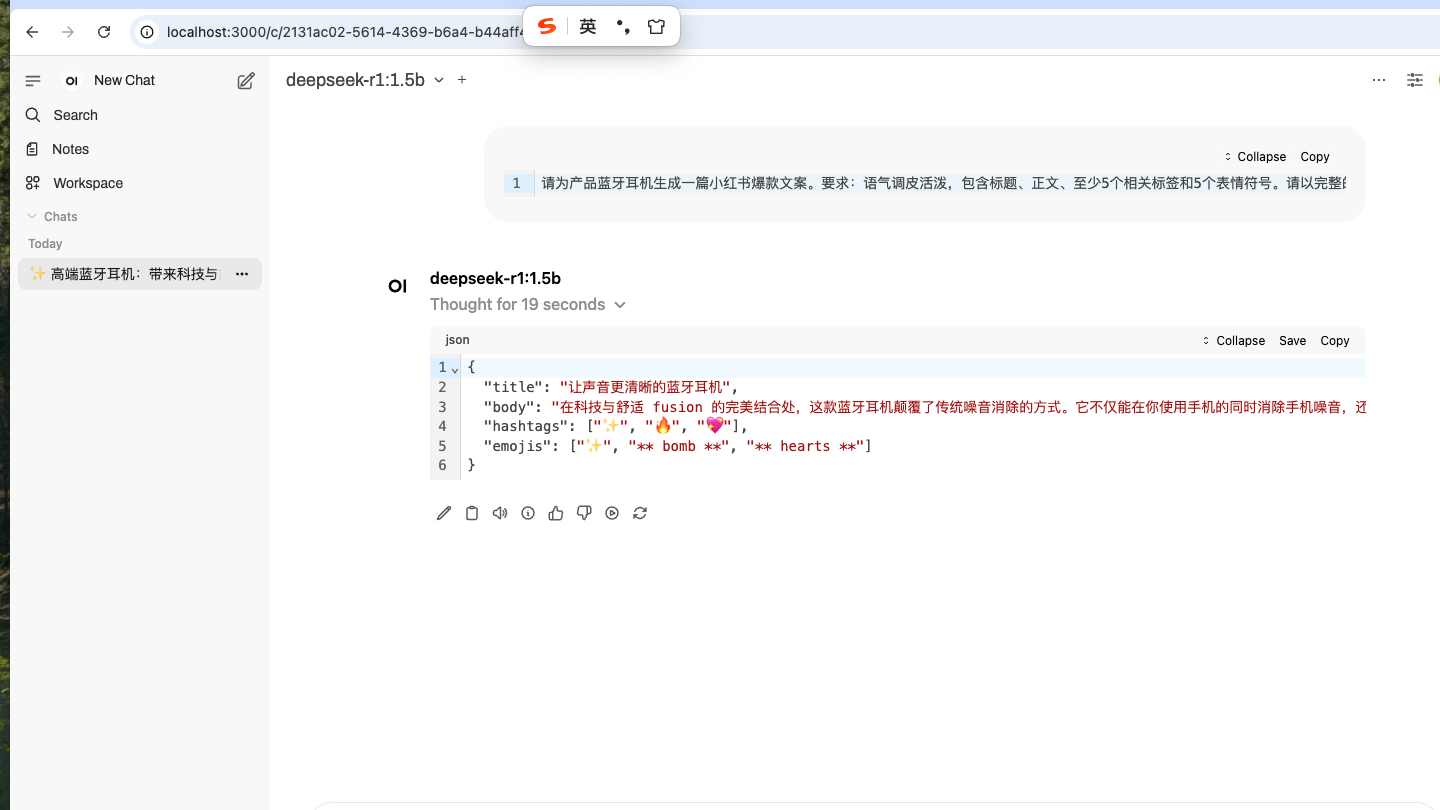 localhost:3000/c/2131ac02-5614-4369-b6a4-b44aff4
英
OI New Chat
Search
Notes
Workspace
Chats
Today
✨ 高端蓝牙耳机：带来科技与
deepseek-r1:1.5b
Collapse Copy
1 请为产品蓝牙耳机生成一篇小红书爆款文案。要求：语气调皮活泼，包含标题、正文、至少5个相关标签和5个表情符号。请以完整的
OI deepseek-r1:1.5b
Thought for 19 seconds
json Collapse Save Copy
1 {
2 "title": "让声音更清晰的蓝牙耳机",
3 "body": "在科技与舒适 fusion 的完美结合处，这款蓝牙耳机颠覆了传统噪音消除的方式。它不仅能在你使用手机的同时消除手机噪音，还
4 "hashtags": ["✨", "🔥", "💖"],
5 "emojis": ["✨", "** bomb **", "** hearts **"]
6 }